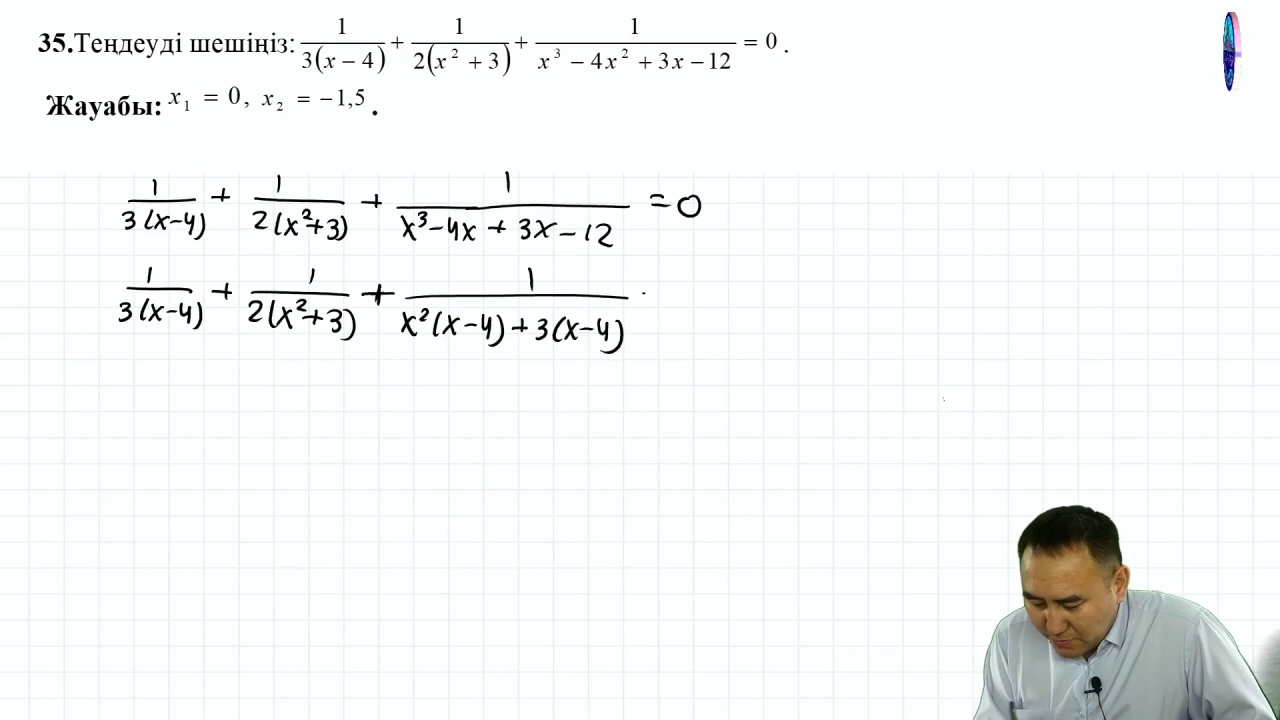 35.Теңдеуді шешіңіз: 1/(3(x − 4)) + 1/(2(x² + 3)) + 1/(x³ − 4x² + 3x − 12) = 0 .
Жауабы: x₁ = 0, x₂ = −1,5 .
1/(3(x−4)) + 1/(2(x²+3)) + 1/(x³−4x + 3x −12) = 0
1/(3(x−4)) + 1/(2(x²+3)) + 1/(x²(x−4)+3(x−4))